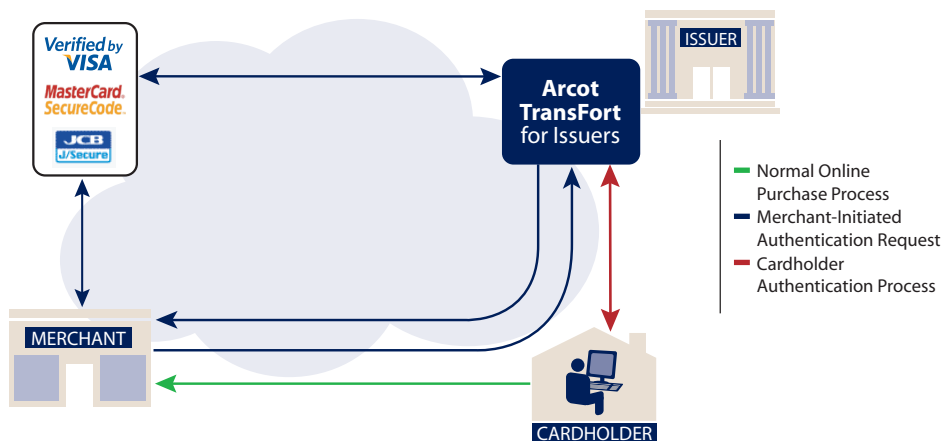 Verified by
VISA
MasterCard.
SecureCode.
JCB
J/Secure
Arcot
TransFort
for Issuers
ISSUER
Normal Online
Purchase Process
Merchant-Initiated
Authentication Request
Cardholder
Authentication Process
MERCHANT
CARDHOLDER